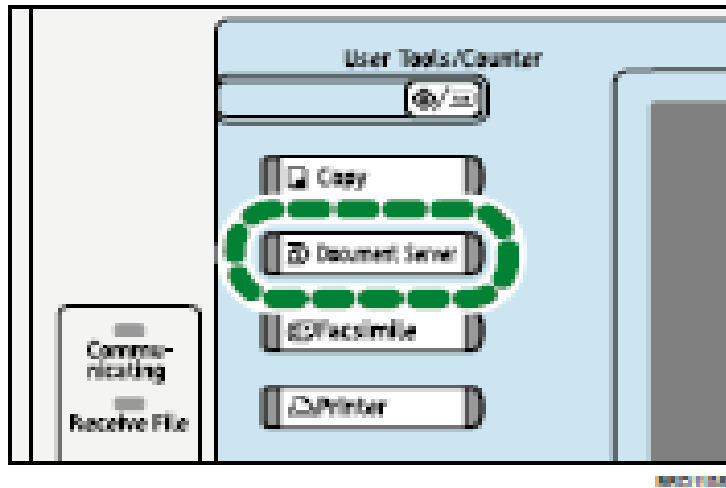 User Tools/Counter
Copy
Document Server
Facsimile
Printer
Commu-
nicating
Receive File